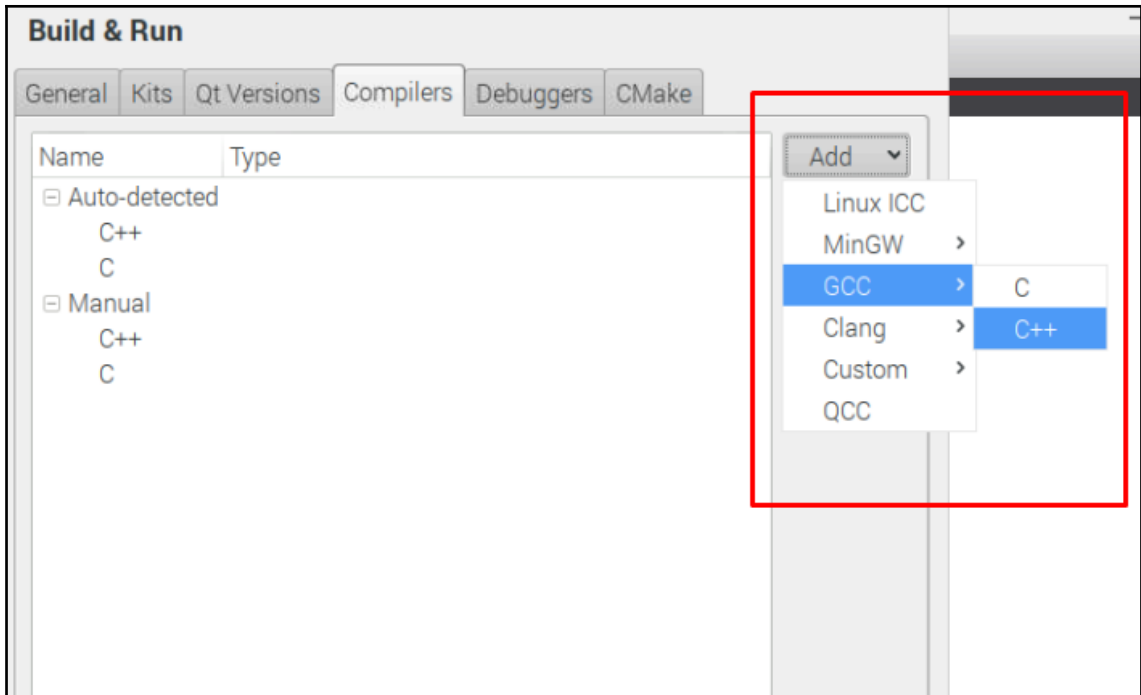 Build & Run
General Kits Qt Versions Compilers Debuggers CMake
Name Type
Auto-detected
C++
C
Manual
C++
C
Add
Linux ICC
MinGW
GCC
Clang
Custom
QCC
C
C++